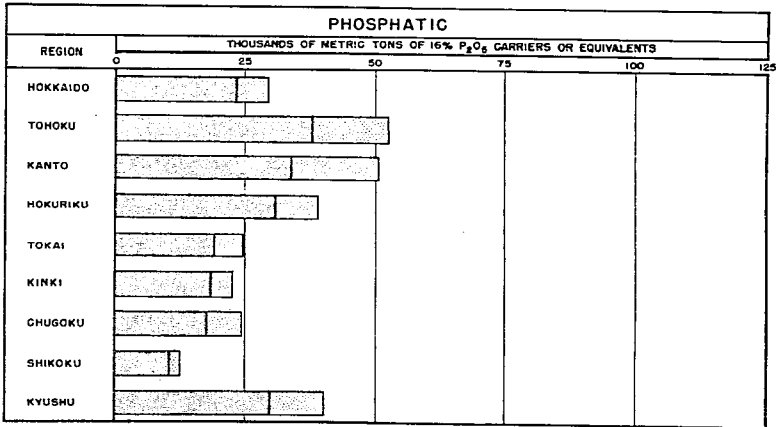 PHOSPHATIC
REGION
THOUSANDS OF METRIC TONS OF 16% P₂O₅ CARRIERS OR EQUIVALENTS
0 25 50 75 100 125
HOKKAIDO
TOHOKU
KANTO
HOKURIKU
TOKAI
KINKI
CHUGOKU
SHIKOKU
KYUSHU